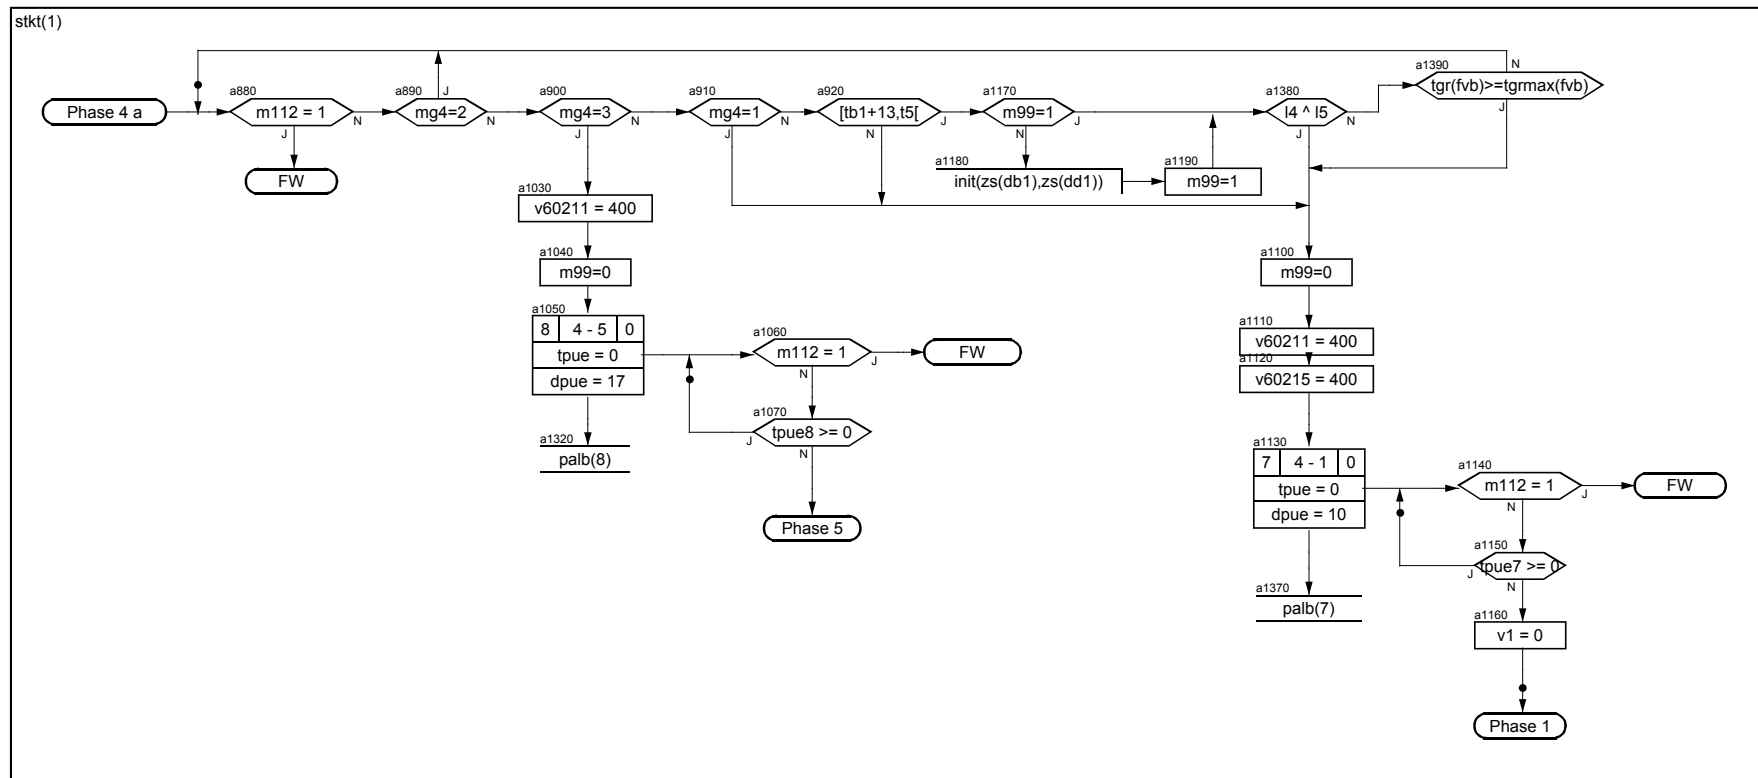 stkt(1)
Phase 4 a
a880
m112 = 1
J
N
FW
a890
mg4=2
J
N
a900
mg4=3
J
N
a910
mg4=1
J
N
a920
[tb1+13,t5[
J
N
a1170
m99=1
J
N
a1180
init(zs(db1),zs(dd1))
a1190
m99=1
a1380
l4 ^ l5
J
N
a1390
tgr(fvb)>=tgrmax(fvb)
N
J
a1030
v60211 = 400
a1040
m99=0
a1050
8 4 - 5 0
tpue = 0
dpue = 17
a1320
palb(8)
a1060
m112 = 1
J
N
FW
a1070
tpue8 >= 0
J
N
Phase 5
a1100
m99=0
a1110
v60211 = 400
a1120
v60215 = 400
a1130
7 4 - 1 0
tpue = 0
dpue = 10
a1370
palb(7)
a1140
m112 = 1
J
N
FW
a1150
tpue7 >= 0
J
N
a1160
v1 = 0
Phase 1